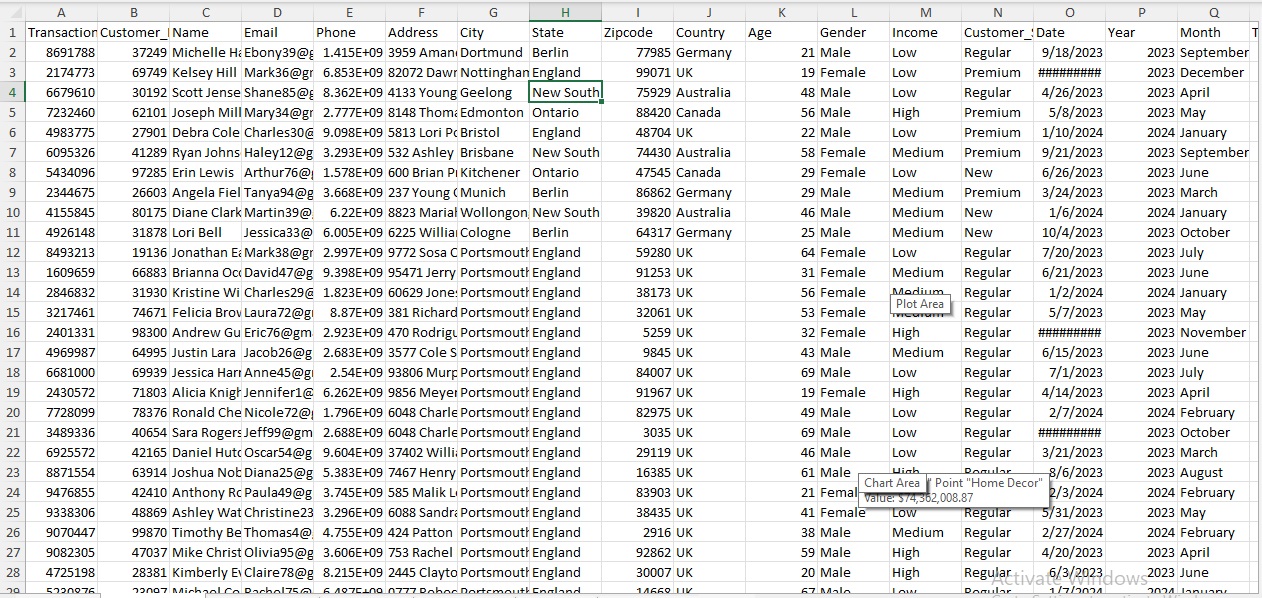 A B C D E F G H I J K L M N O P Q
1 Transaction Customer_ Name Email Phone Address City State Zipcode Country Age Gender Income Customer_ Date Year Month T
2 8691788 37249 Michelle Ha Ebony39@g 1.415E+09 3959 Aman Dortmund Berlin 77985 Germany 21 Male Low Regular 9/18/2023 2023 September
3 2174773 69749 Kelsey Hill Mark36@gr 6.853E+09 82072 Dawr Nottinghan England 99071 UK 19 Female Low Premium ######### 2023 December
4 6679610 30192 Scott Jense Shane85@g 8.362E+09 4133 Young Geelong New South 75929 Australia 48 Male Low Regular 4/26/2023 2023 April
5 7232460 62101 Joseph Mill Mary34@gr 2.777E+09 8148 Thoma Edmonton Ontario 88420 Canada 56 Male High Premium 5/8/2023 2023 May
6 4983775 27901 Debra Cole Charles30@ 9.098E+09 5813 Lori Po Bristol England 48704 UK 22 Male Low Premium 1/10/2024 2024 January
7 6095326 41289 Ryan Johns Haley12@g 3.293E+09 532 Ashley Brisbane New South 74430 Australia 58 Female Medium Premium 9/21/2023 2023 September
8 5434096 97285 Erin Lewis Arthur76@g 1.578E+09 600 Brian P Kitchener Ontario 47545 Canada 29 Female Low New 6/26/2023 2023 June
9 2344675 26603 Angela Fiel Tanya94@g 3.668E+09 237 Young Munich Berlin 86862 Germany 29 Male Medium Premium 3/24/2023 2023 March
10 4155845 80175 Diane Clark Martin39@ 6.22E+09 8823 Maria Wollongon New South 39820 Australia 46 Male Medium New 1/6/2024 2024 January
11 4926148 31878 Lori Bell Jessica33@ 6.005E+09 6225 Willia Cologne Berlin 64317 Germany 25 Male Medium New 10/4/2023 2023 October
12 8493213 19136 Jonathan Ea Mark38@gr 2.997E+09 9772 Sosa C Portsmouth England 59280 UK 64 Female Low Regular 7/20/2023 2023 July
13 1609659 66883 Brianna Oco David47@g 9.398E+09 95471 Jerry Portsmouth England 91253 UK 31 Female Medium Regular 6/21/2023 2023 June
14 2846832 31930 Kristine Wi Charles29@ 1.823E+09 60629 Jone Portsmouth England 38173 UK 56 Female Medium Regular 1/2/2024 2024 January
Plot Area
15 3217461 74671 Felicia Brov Laura72@g 8.87E+09 381 Richard Portsmouth England 32061 UK 53 Female Medium Regular 5/7/2023 2023 May
16 2401331 98300 Andrew Gu Eric76@gm 2.923E+09 470 Rodrigu Portsmouth England 5259 UK 32 Female High Regular ######### 2023 November
17 4969987 64995 Justin Lara Jacob26@g 2.683E+09 3577 Cole S Portsmouth England 9845 UK 43 Male Medium Regular 6/15/2023 2023 June
18 6681000 69939 Jessica Harr Anne45@g 2.54E+09 93806 Murp Portsmouth England 84007 UK 69 Male Low Regular 7/1/2023 2023 July
19 2430572 71803 Alicia Knigh Jennifer1@ 6.262E+09 9856 Meyer Portsmouth England 91967 UK 19 Female High Regular 4/14/2023 2023 April
20 7728099 78376 Ronald Che Nicole72@g 1.796E+09 6048 Charle Portsmouth England 82975 UK 49 Male Low Regular 2/7/2024 2024 February
21 3489336 40654 Sara Rogers Jeff99@gm 2.688E+09 6048 Charle Portsmouth England 3035 UK 69 Male Low Regular ######### 2023 October
22 6925572 42165 Daniel Hutc Oscar54@g 9.604E+09 37402 Willi Portsmouth England 29119 UK 46 Male Low Regular 3/21/2023 2023 March
23 8871554 63914 Joshua Nob Diana25@g 5.383E+09 7467 Henry Portsmouth England 16385 UK 61 Male High Regular 8/6/2023 2023 August
Chart Area " Point "Home Decor"
Value: $74,362,008.87
24 9476855 42410 Anthony Ro Paula49@g 3.745E+09 585 Malik L Portsmouth England 83903 UK 21 Femal 2/3/2024 2024 February
25 9338306 48869 Ashley Wat Christine23 3.296E+09 6088 Sandra Portsmouth England 38435 UK 41 Female Low Regular 5/31/2023 2023 May
26 9070447 99870 Timothy Be Thomas4@ 4.755E+09 424 Patton Portsmouth England 2916 UK 38 Male Medium Regular 2/27/2024 2024 February
27 9082305 47037 Mike Christ Olivia95@g 3.606E+09 753 Rachel Portsmouth England 92862 UK 59 Male High Regular 4/20/2023 2023 April
28 4725198 28381 Kimberly Ev Claire78@g 8.215E+09 2445 Clayto Portsmouth England 30007 UK 20 Male High Regular 6/3/2023 2023 June
Activate Windows
29 5230876 23097 Michael Co Rachel75@ 6.487E+09 Portsmouth England 14668 UK 67 Male Low Regular 1/7/2024 2024 January